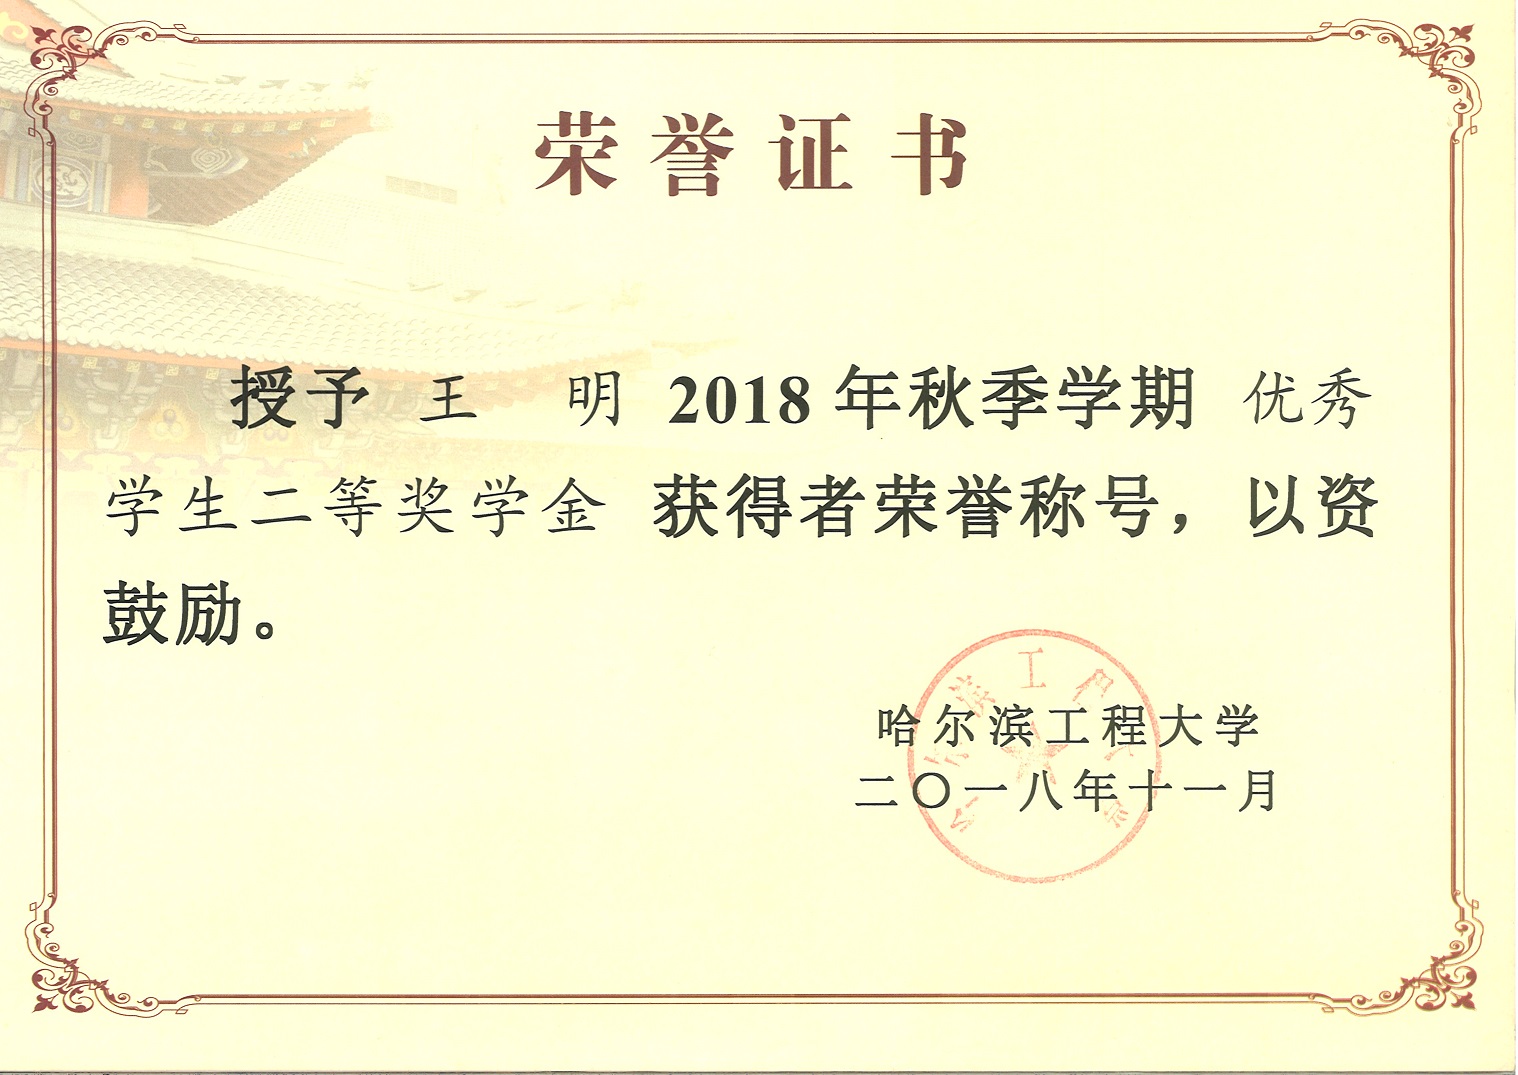 荣誉证书
授予 王 明 2018年秋季学期 优秀
学生二等奖学金 获得者荣誉称号，以资
鼓励。
哈尔滨工程大学
二〇一八年十一月
工程